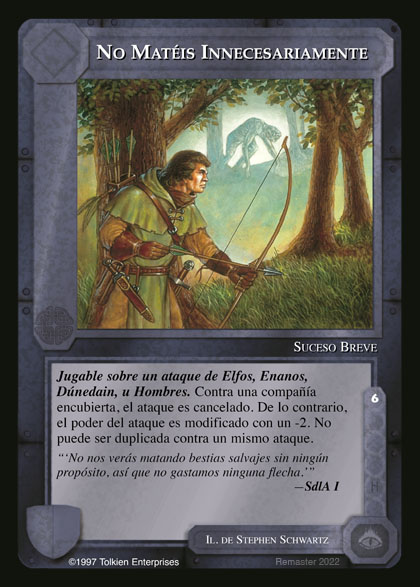 No Matéis Innecesariamente
Suceso Breve
Jugable sobre un ataque de Elfos, Enanos,
Dúnedain, u Hombres. Contra una compañía
encubierta, el ataque es cancelado. De lo contrario,
el poder del ataque es modificado con un -2. No
puede ser duplicada contra un mismo ataque.
“‘No nos verás matando bestias salvajes sin ningún
propósito, así que no gastamos ninguna flecha.’”
—SdlA I
6
H
Il. de Stephen Schwartz
©1997 Tolkien Enterprises
Remaster 2022